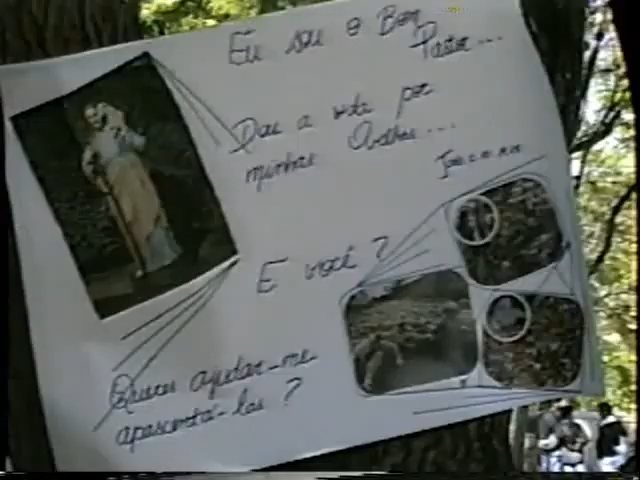 Eu sou o Bom
Pastor...
Dou a vida por
minhas Ovelhas...
E você?
Queres ajudar-me
apascentá-las?